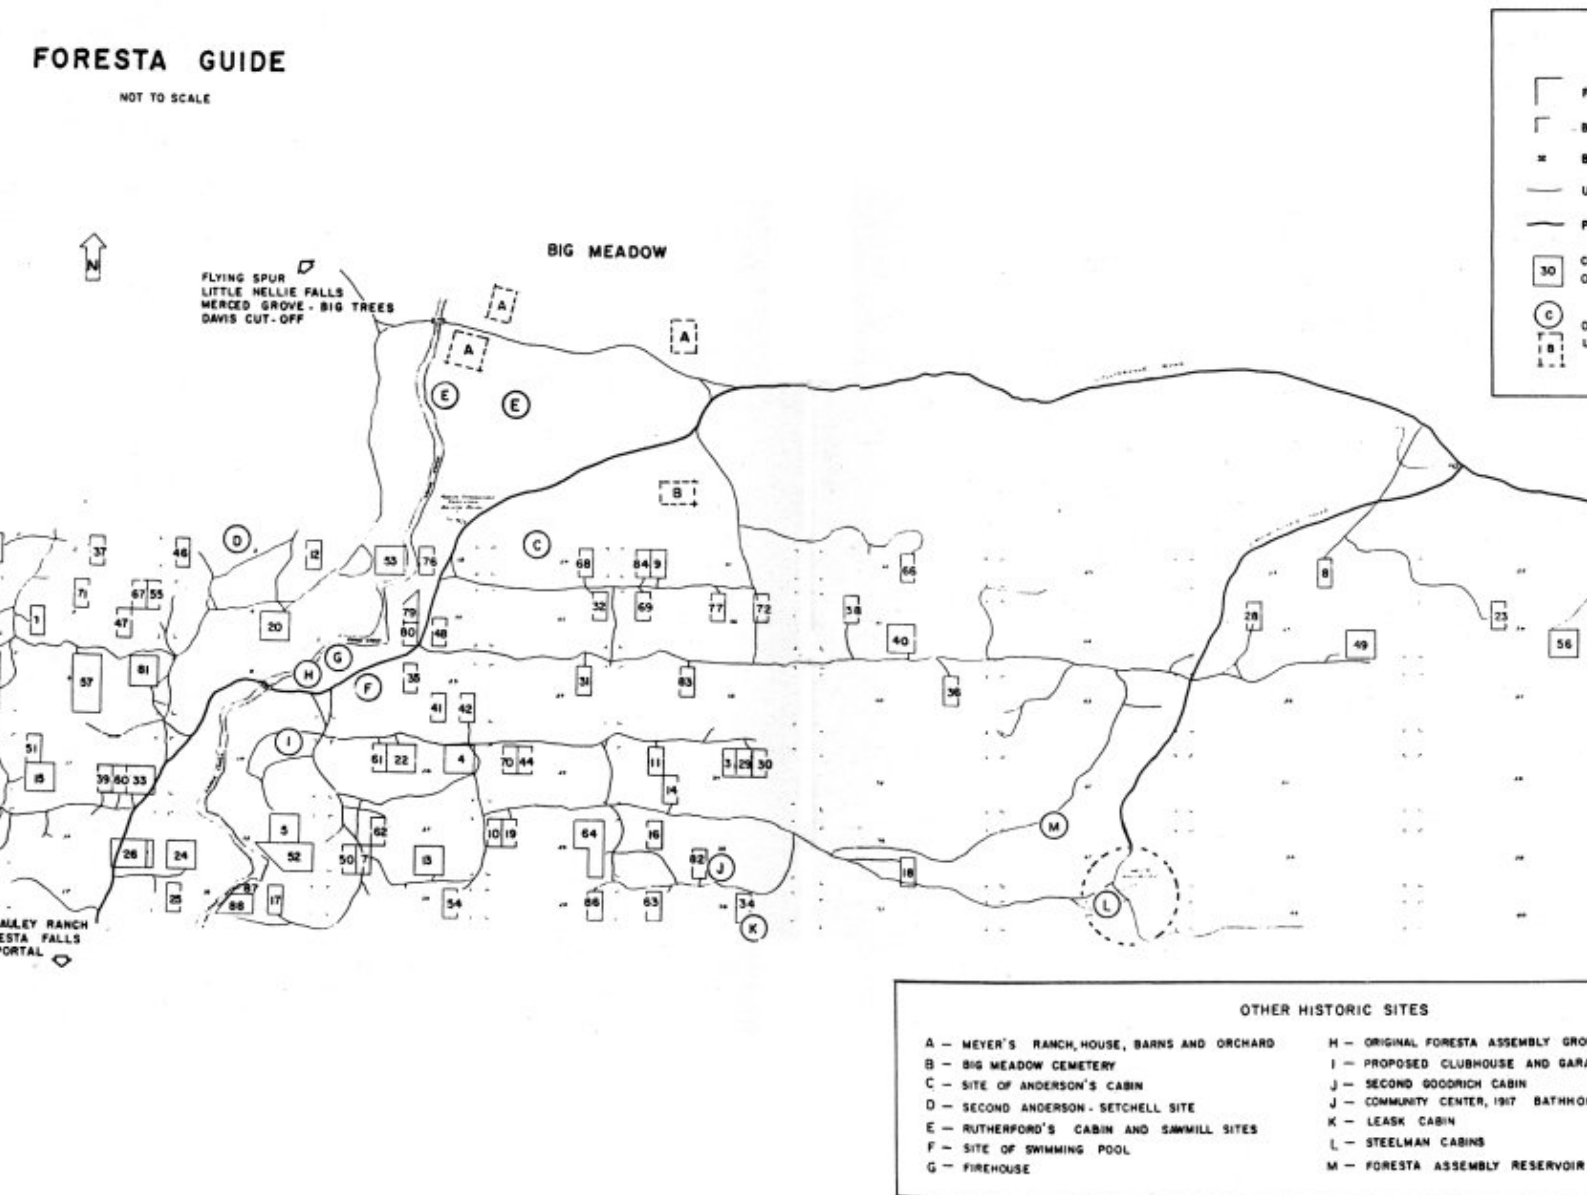 FORESTA GUIDE
NOT TO SCALE
N
FLYING SPUR
LITTLE NELLIE FALLS
MERCED GROVE - BIG TREES
DAVIS CUT-OFF
BIG MEADOW
A
A
A
E
E
B
C
D
37
46
12
53
76
68
84 9
66
8
71
67 55
47
1
20
79
80
48
32
69
77
72
38
40
28
49
23
56
57
81
H
G
F
35
41
42
31
83
36
51
15
39 60 33
I
61 22
4
70 44
11
14
3 29 30
M
26
24
25
5
52
62
50 7
13
10 19
64
16
82
J
18
87
88
17
54
86
63
34
K
L
AULEY RANCH
ESTA FALLS
PORTAL
F
B
B
U
P
30
C
O
C
B
OTHER HISTORIC SITES
A - MEYER'S RANCH, HOUSE, BARNS AND ORCHARD
B - BIG MEADOW CEMETERY
C - SITE OF ANDERSON'S CABIN
D - SECOND ANDERSON - SETCHELL SITE
E - RUTHERFORD'S CABIN AND SAWMILL SITES
F - SITE OF SWIMMING POOL
G - FIREHOUSE
H - ORIGINAL FORESTA ASSEMBLY GRO
I - PROPOSED CLUBHOUSE AND GARA
J - SECOND GOODRICH CABIN
J - COMMUNITY CENTER, 1917 BATHHO
K - LEASK CABIN
L - STEELMAN CABINS
M - FORESTA ASSEMBLY RESERVOIR